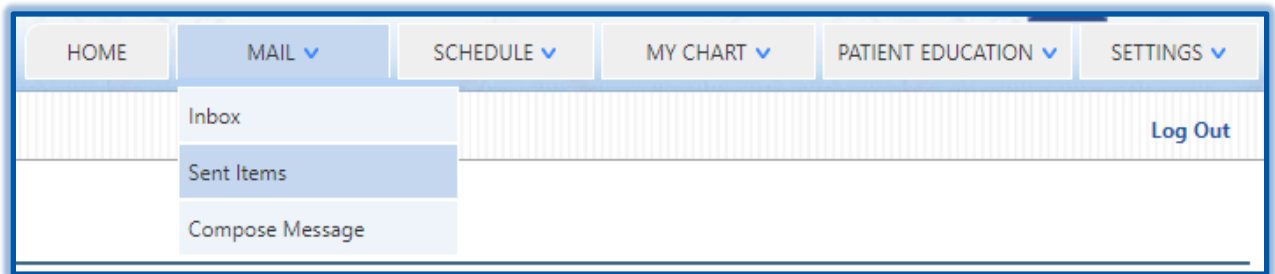 HOME MAIL SCHEDULE MY CHART PATIENT EDUCATION SETTINGS
Inbox
Log Out
Sent Items
Compose Message